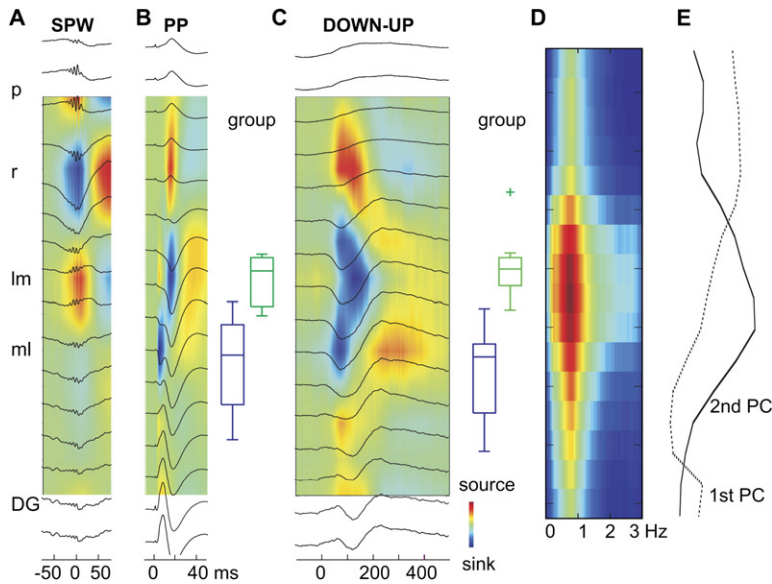 A SPW B PP C DOWN-UP D E
p
group group
r
lm
ml
2nd PC
source
DG 1st PC
sink
-50 0 50 0 40 ms 0 200 400 0 1 2 3 Hz